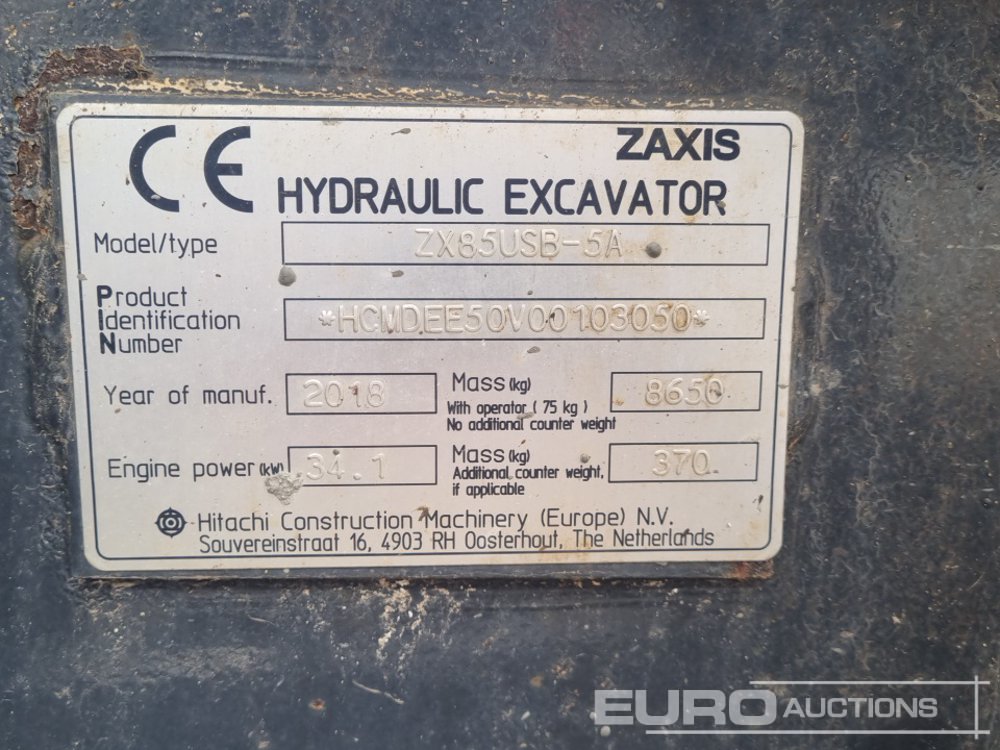 CE ZAXIS
HYDRAULIC EXCAVATOR
Model/type ZX85USB-5A
Product
Identification *HCMDEE50V00103050*
Number
Year of manuf. 2018 Mass (kg) 8650
With operator ( 75 kg )
No additional counter weight
Engine power (kW) 34.1 Mass (kg) 370
Additional counter weight,
if applicable
Hitachi Construction Machinery (Europe) N.V.
Souvereinstraat 16, 4903 RH Oosterhout, The Netherlands
EURO AUCTIONS